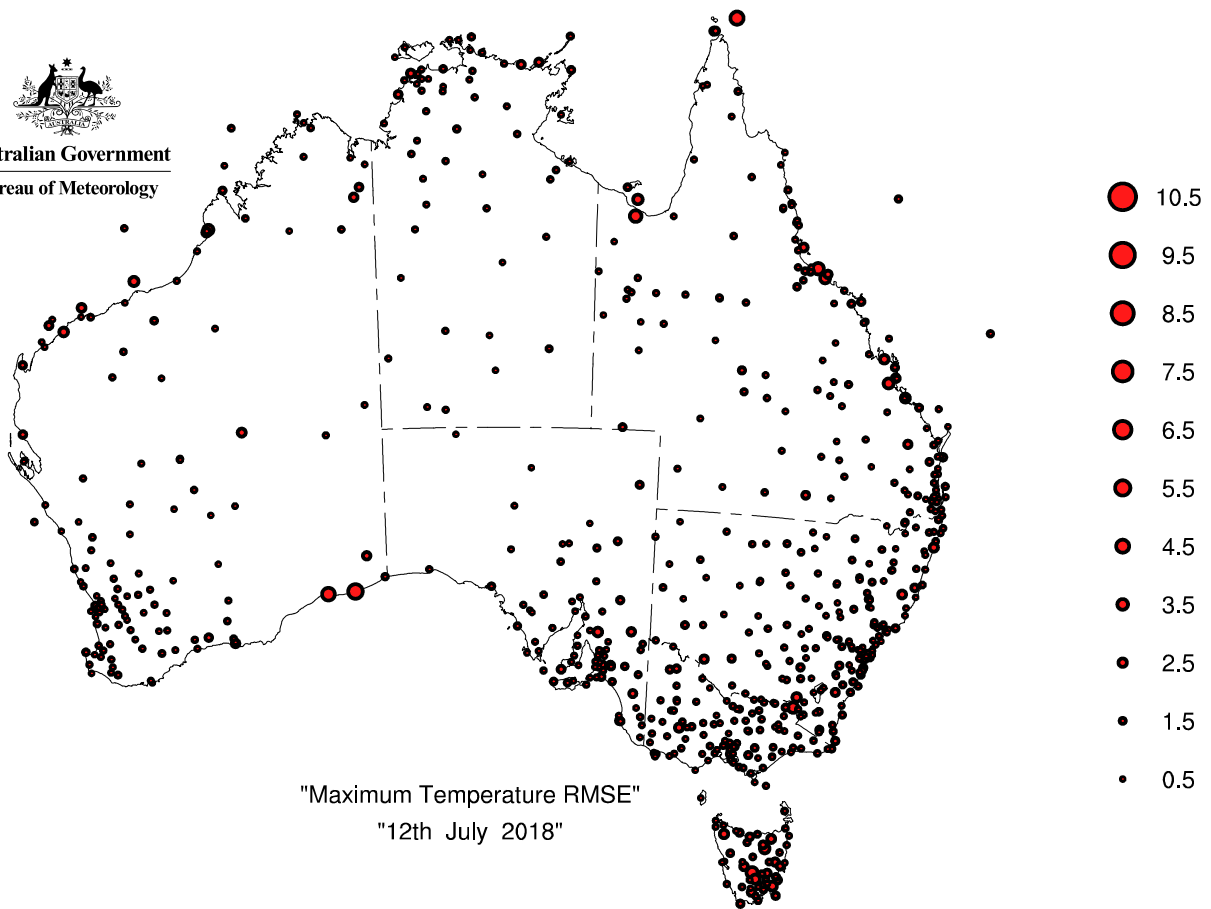 AUSTRALIA
tralian Government
reau of Meteorology
10.5
9.5
8.5
7.5
6.5
5.5
4.5
3.5
2.5
1.5
0.5
"Maximum Temperature RMSE"
"12th July 2018"